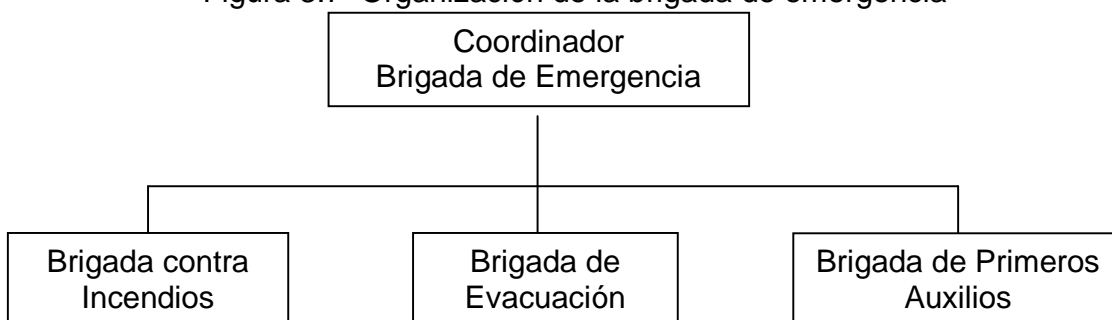 Organización de la brigada de emergencia
Coordinador
Brigada de Emergencia
Brigada contra
Incendios
Brigada de
Evacuación
Brigada de Primeros
Auxilios